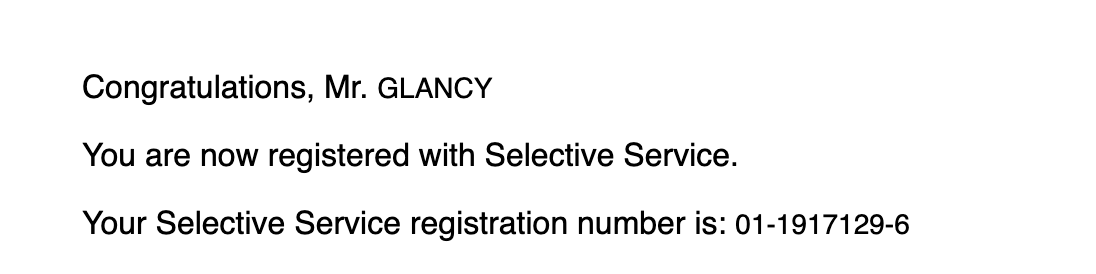 Congratulations, Mr. GLANCY
You are now registered with Selective Service.
Your Selective Service registration number is: 01-1917129-6